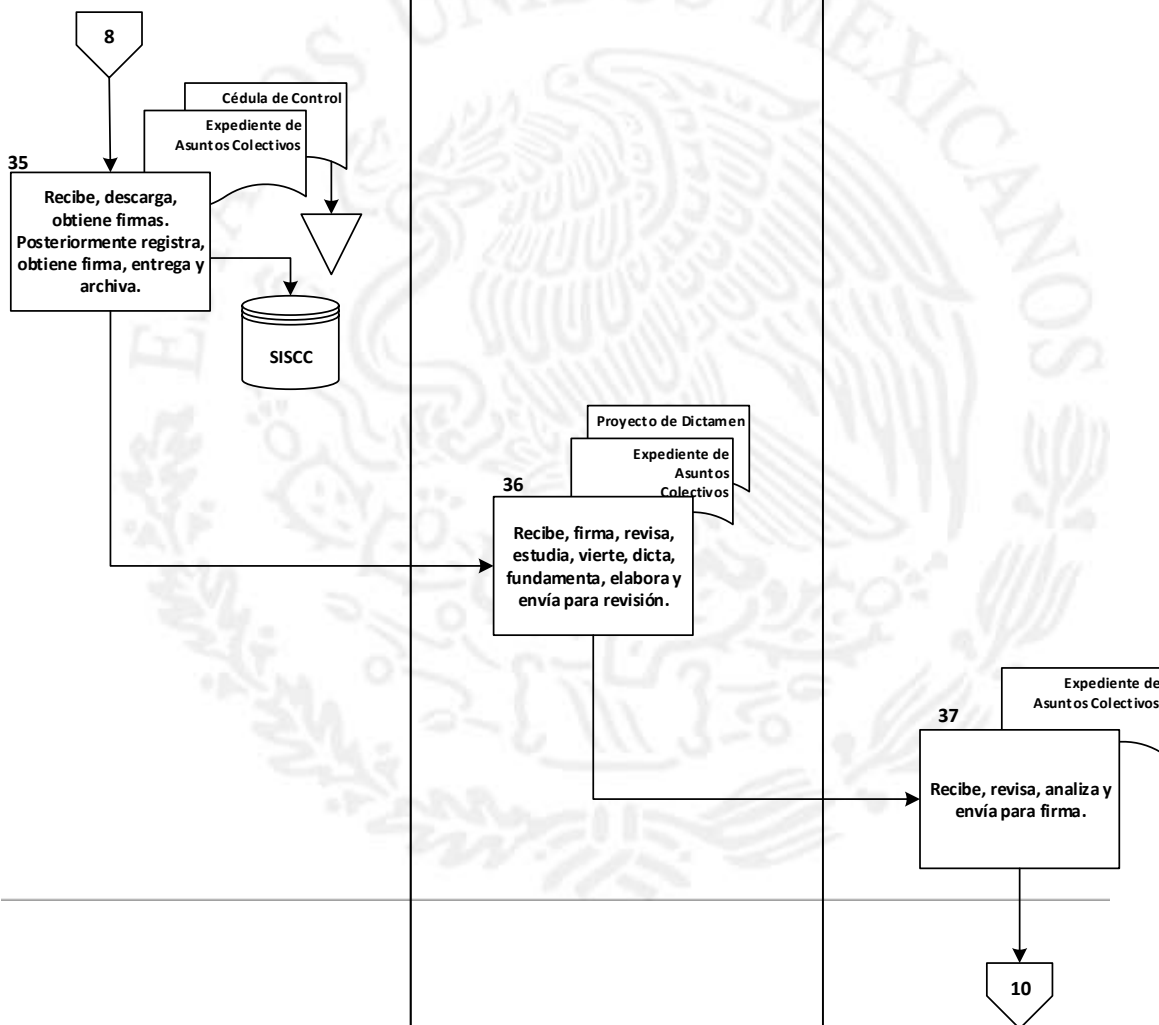 8
Cédula de Control
Expediente de
Asuntos Colectivos
35
Recibe, descarga,
obtiene firmas.
Posteriormente registra,
obtiene firma, entrega y
archiva.
SISCC
Proyecto de Dictamen
Expediente de
Asuntos
Colectivos
36
Recibe, firma, revisa,
estudia, vierte, dicta,
fundamenta, elabora y
envía para revisión.
Expediente de
Asuntos Colectivos
37
Recibe, revisa, analiza y
envía para firma.
10
UNIDOS MEXICANOS